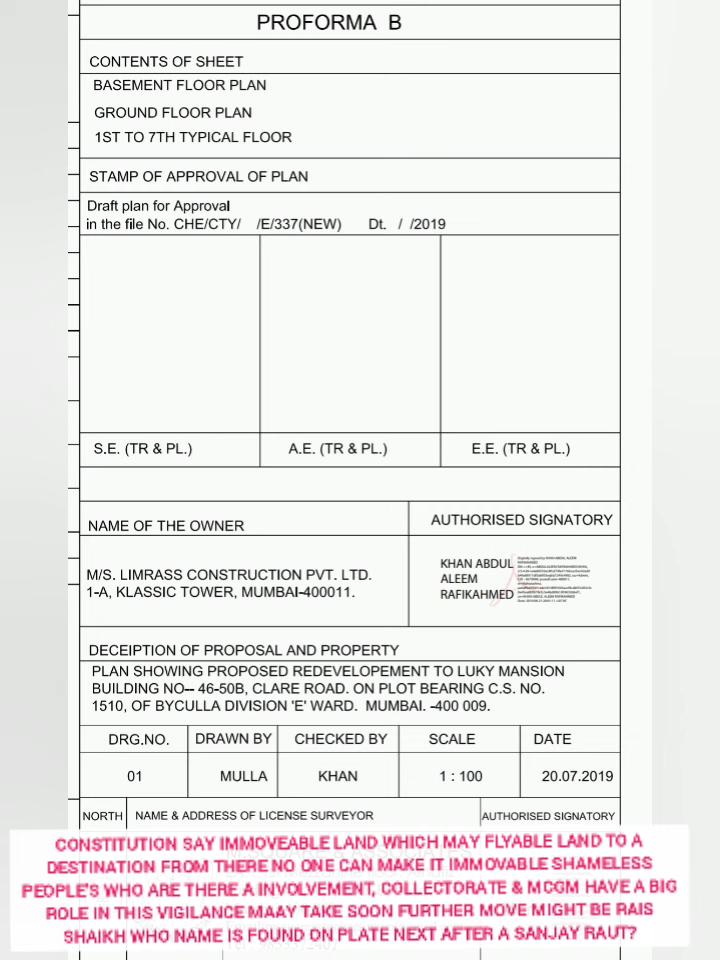 PROFORMA B
CONTENTS OF SHEET
BASEMENT FLOOR PLAN
GROUND FLOOR PLAN
1ST TO 7TH TYPICAL FLOOR
STAMP OF APPROVAL OF PLAN
Draft plan for Approval
in the file No. CHE/CTY/ /E/337(NEW) Dt. / /2019
S.E. (TR & PL.) A.E. (TR & PL.) E.E. (TR & PL.)
NAME OF THE OWNER AUTHORISED SIGNATORY
M/S. LIMRASS CONSTRUCTION PVT. LTD.
1-A, KLASSIC TOWER, MUMBAI-400011.
KHAN ABDUL
ALEEM
RAFIKAHMED
DECEIPTION OF PROPOSAL AND PROPERTY
PLAN SHOWING PROPOSED REDEVELOPEMENT TO LUKY MANSION
BUILDING NO-- 46-50B, CLARE ROAD. ON PLOT BEARING C.S. NO.
1510, OF BYCULLA DIVISION 'E' WARD. MUMBAI. -400 009.
DRG.NO. DRAWN BY CHECKED BY SCALE DATE
01 MULLA KHAN 1 : 100 20.07.2019
NORTH NAME & ADDRESS OF LICENSE SURVEYOR AUTHORISED SIGNATORY
CONSTITUTION SAY IMMOVEABLE LAND WHICH MAY FLYABLE LAND TO A
DESTINATION FROM THERE NO ONE CAN MAKE IT IMMOVABLE SHAMELESS
PEOPLE'S WHO ARE THERE A INVOLVEMENT, COLLECTORATE & MCGM HAVE A BIG
ROLE IN THIS VIGILANCE MAAY TAKE SOON FURTHER MOVE MIGHT BE RAIS
SHAIKH WHO NAME IS FOUND ON PLATE NEXT AFTER A SANJAY RAUT?